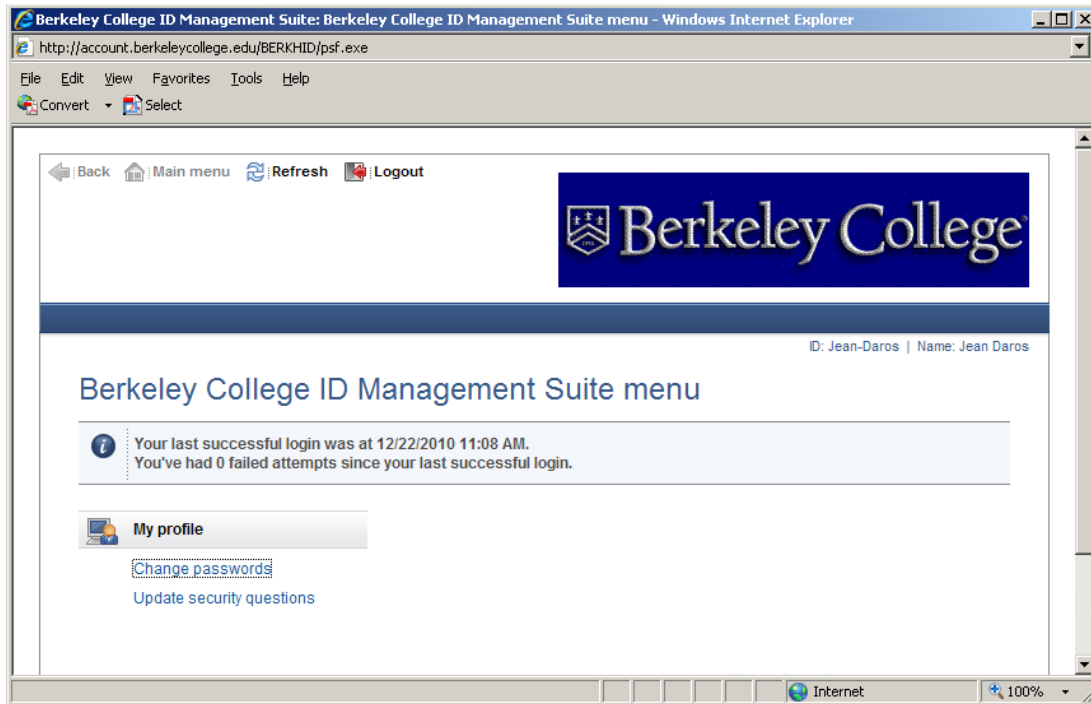 Berkeley College ID Management Suite: Berkeley College ID Management Suite menu - Windows Internet Explorer
http://account.berkeleycollege.edu/BERKHID/psf.exe
File Edit View Favorites Tools Help
Convert Select
Back Main menu Refresh Logout
Berkeley College
ID: Jean-Daros | Name: Jean Daros
Berkeley College ID Management Suite menu
Your last successful login was at 12/22/2010 11:08 AM.
You've had 0 failed attempts since your last successful login.
My profile
Change passwords
Update security questions
Internet 100%